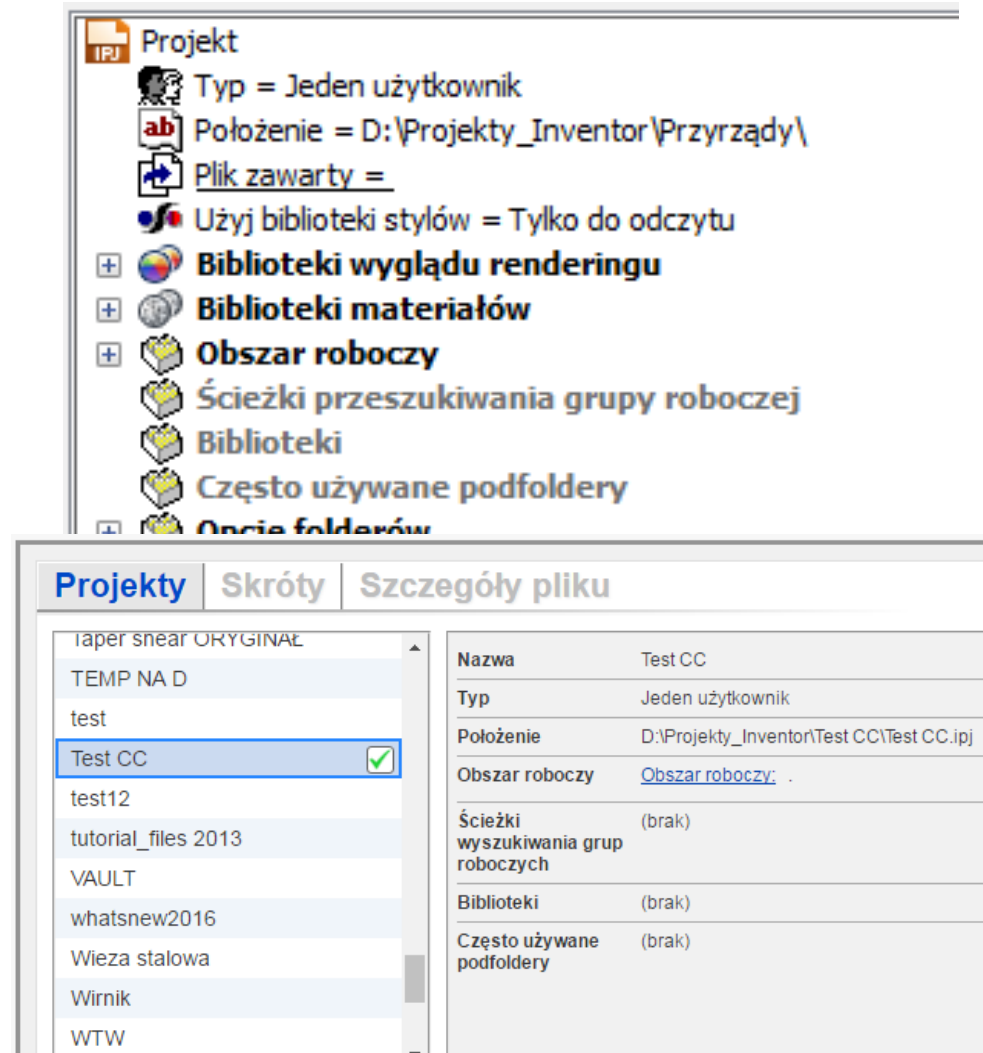 IPJ Projekt
Typ = Jeden użytkownik
ab Położenie = D:\Projekty_Inventor\Przyrządy\
Plik zawarty =
Użyj biblioteki stylów = Tylko do odczytu
Biblioteki wyglądu renderingu
Biblioteki materiałów
Obszar roboczy
Ścieżki przeszukiwania grupy roboczej
Biblioteki
Często używane podfoldery
Opcje folderów
Projekty Skróty Szczegóły pliku
Taper shear ORYGINAŁ
TEMP NA D
test
Test CC
test12
tutorial_files 2013
VAULT
whatsnew2016
Wieza stalowa
Wirnik
WTW
Nazwa Test CC
Typ Jeden użytkownik
Położenie D:\Projekty_Inventor\Test CC\Test CC.ipj
Obszar roboczy Obszar roboczy: .
Ścieżki (brak)
wyszukiwania grup
roboczych
Biblioteki (brak)
Często używane (brak)
podfoldery